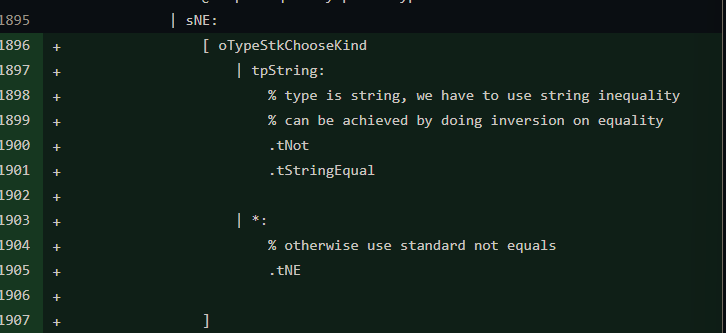 1895 | sNE:
1896 + [ oTypeStkChooseKind
1897 + | tpString:
1898 + % type is string, we have to use string inequality
1899 + % can be achieved by doing inversion on equality
1900 + .tNot
1901 + .tStringEqual
1902 +
1903 + | *:
1904 + % otherwise use standard not equals
1905 + .tNE
1906 +
1907 + ]